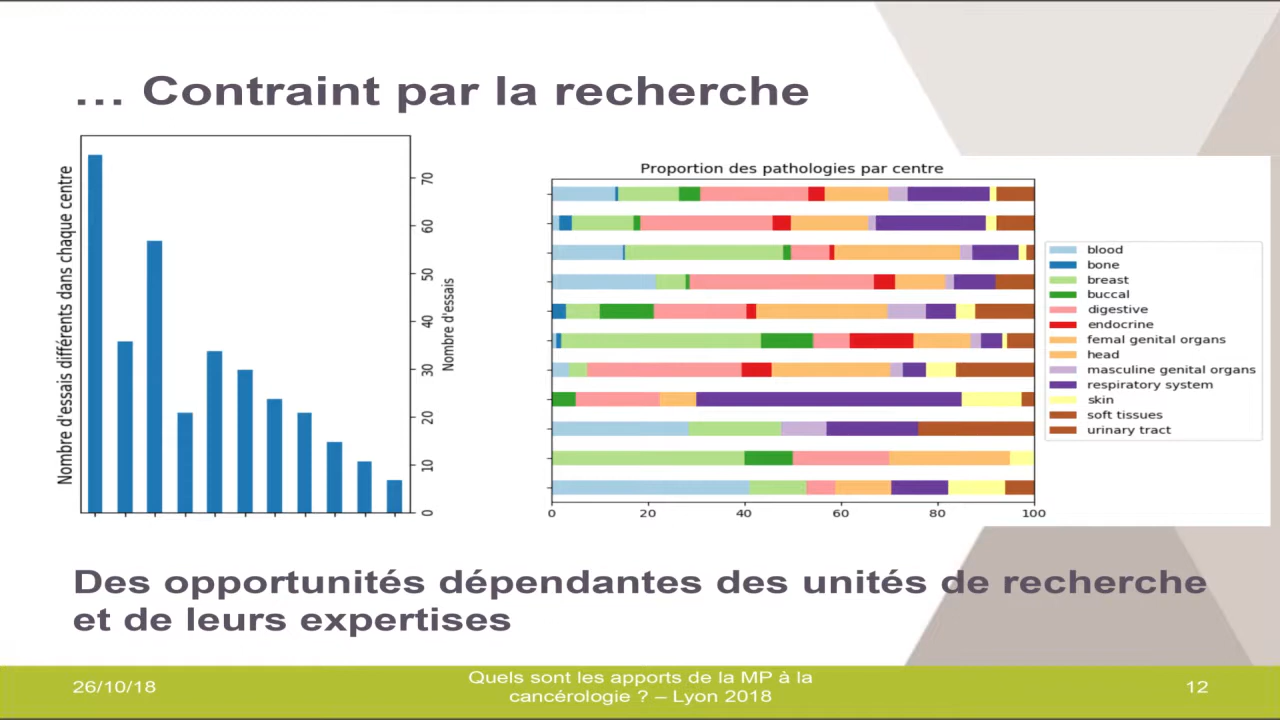 ... Contraint par la recherche
Nombre d'essais différents dans chaque centre
0
10
20
30
40
50
60
70
Nombre d'essais
Proportion des pathologies par centre
0
20
40
60
80
100
blood
bone
breast
buccal
digestive
endocrine
femal genital organs
head
masculine genital organs
respiratory system
skin
soft tissues
urinary tract
Des opportunités dépendantes des unités de recherche
et de leurs expertises
26/10/18
Quels sont les apports de la MP à la
cancérologie ? – Lyon 2018
12